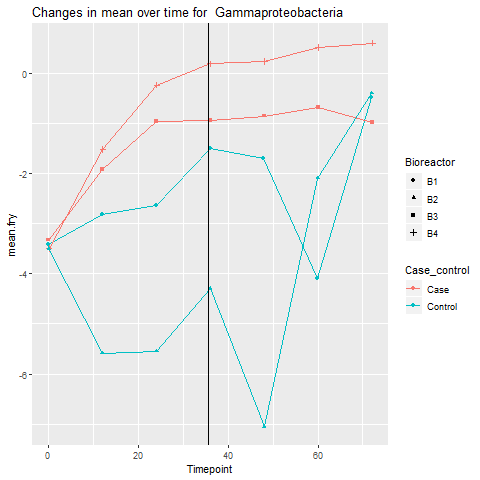 Changes in mean over time for  Gammaproteobacteria
0
-2
-4
-6
mean.fry
0
20
40
60
Timepoint
Bioreactor
B1
B2
B3
B4
Case_control
Case
Control